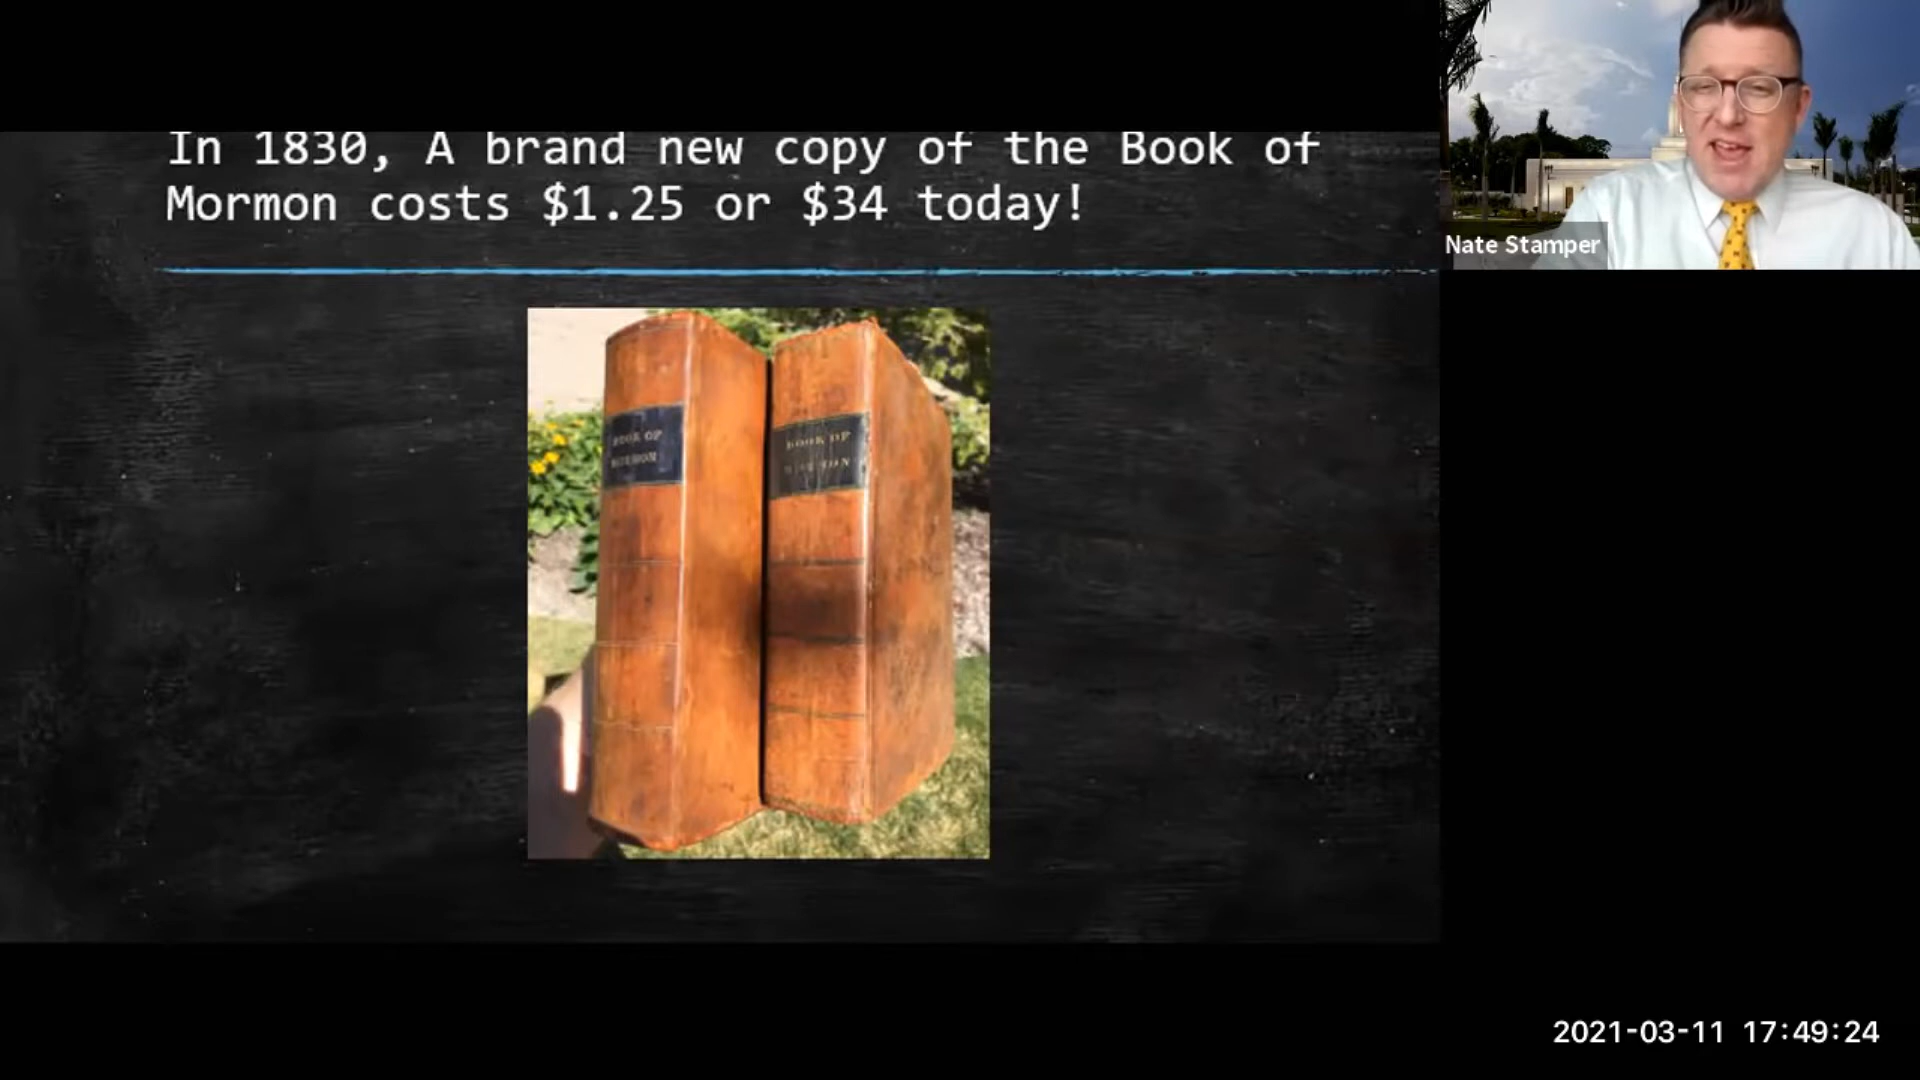 In 1830, A brand new copy of the Book of
Mormon costs $1.25 or $34 today!
Nate Stamper
BOOK OF
MORMON
BOOK OF
2021-03-11 17:49:24